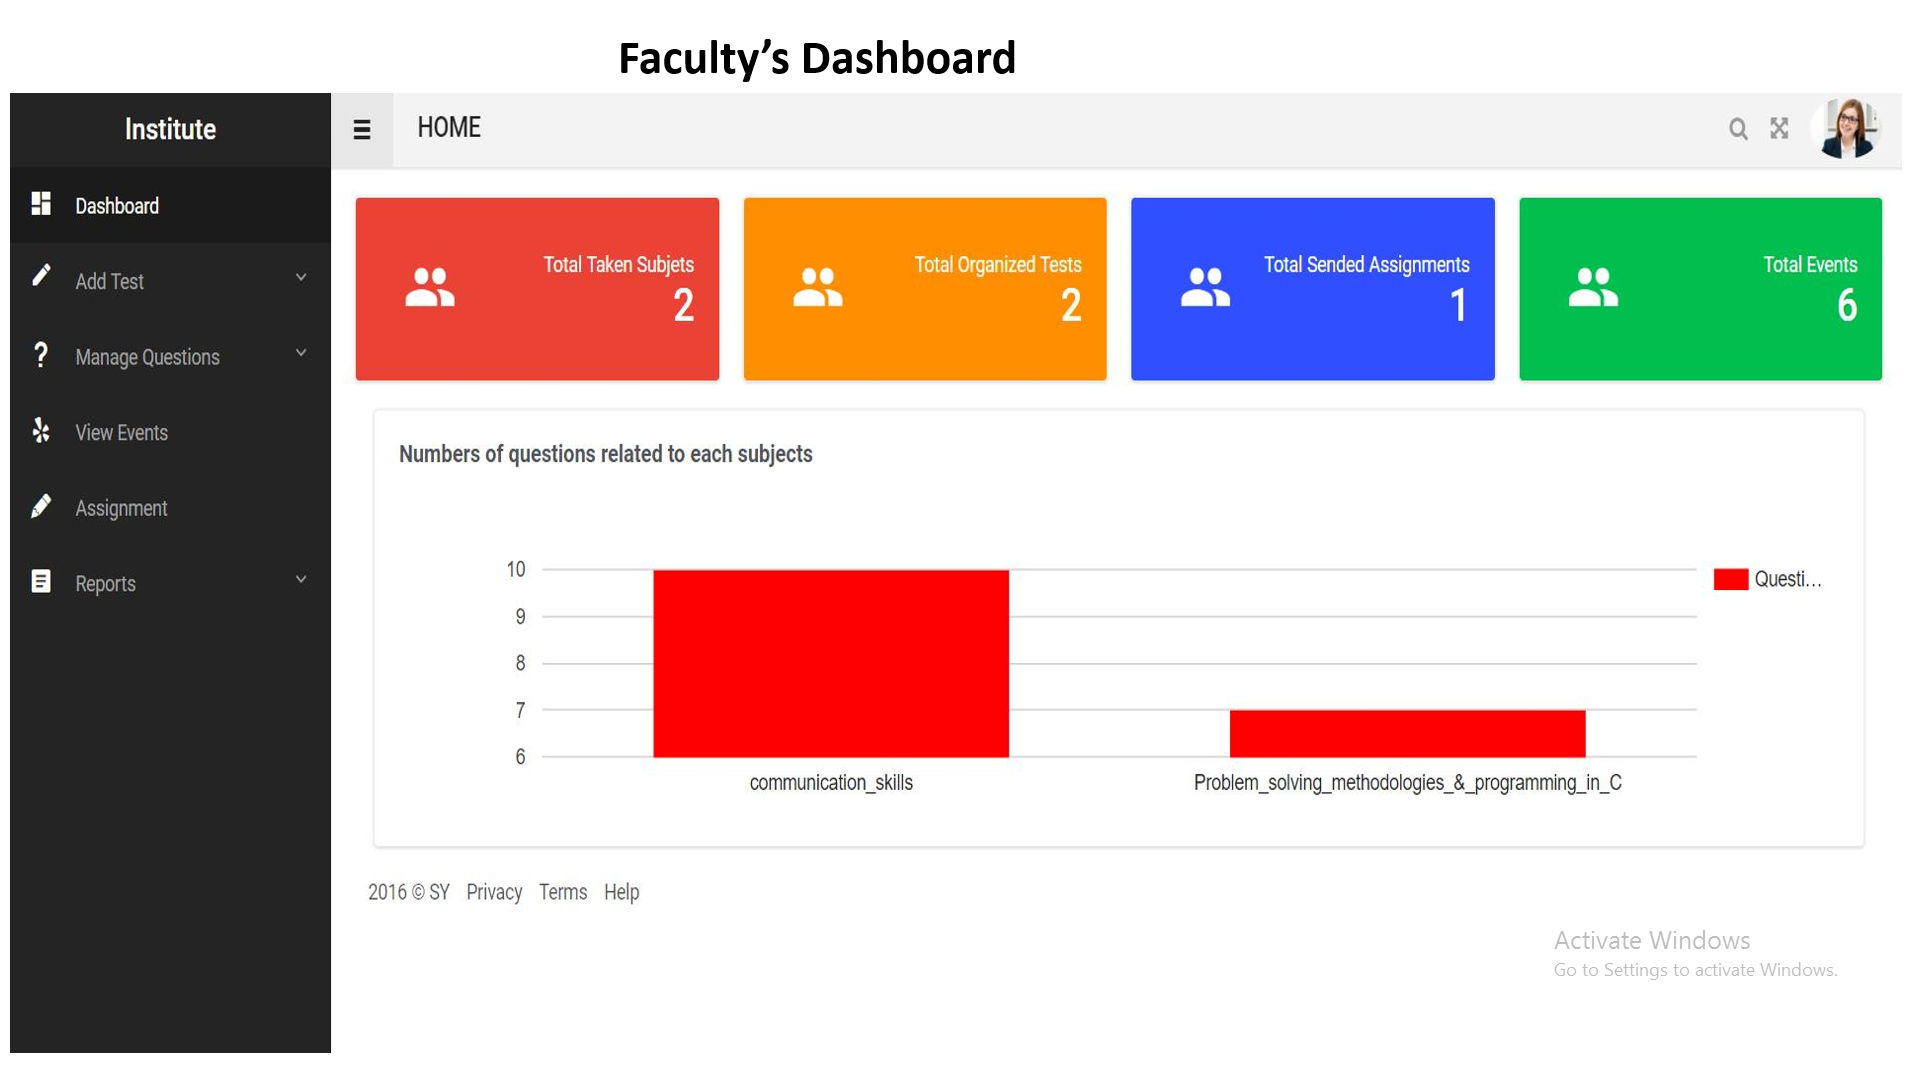 Faculty’s Dashboard
Institute
HOME
Dashboard
Add Test
Manage Questions
View Events
Assignment
Reports
Total Taken Subjets
2
Total Organized Tests
2
Total Sended Assignments
1
Total Events
6
Numbers of questions related to each subjects
10
9
8
7
6
communication_skills
Problem_solving_methodologies_&_programming_in_C
Questi...
2016 © SY Privacy Terms Help
Activate Windows
Go to Settings to activate Windows.